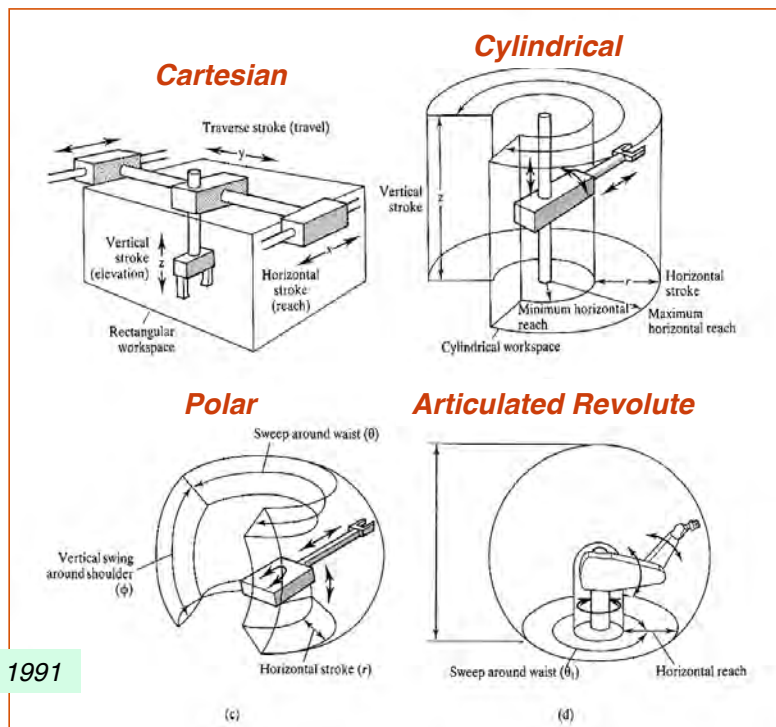 Cartesian
Traverse stroke (travel)
y
Vertical
stroke
(elevation)
z
x
Horizontal
stroke
(reach)
Rectangular
workspace
Cylindrical
Vertical
stroke
z
r
Horizontal
stroke
Minimum horizontal
reach
Maximum
horizontal reach
Cylindrical workspace
Polar
Sweep around waist (θ)
Vertical swing
around shoulder
(ϕ)
Horizontal stroke (r)
(c)
Articulated Revolute
Sweep around waist (θ₁)
Horizontal reach
(d)
1991